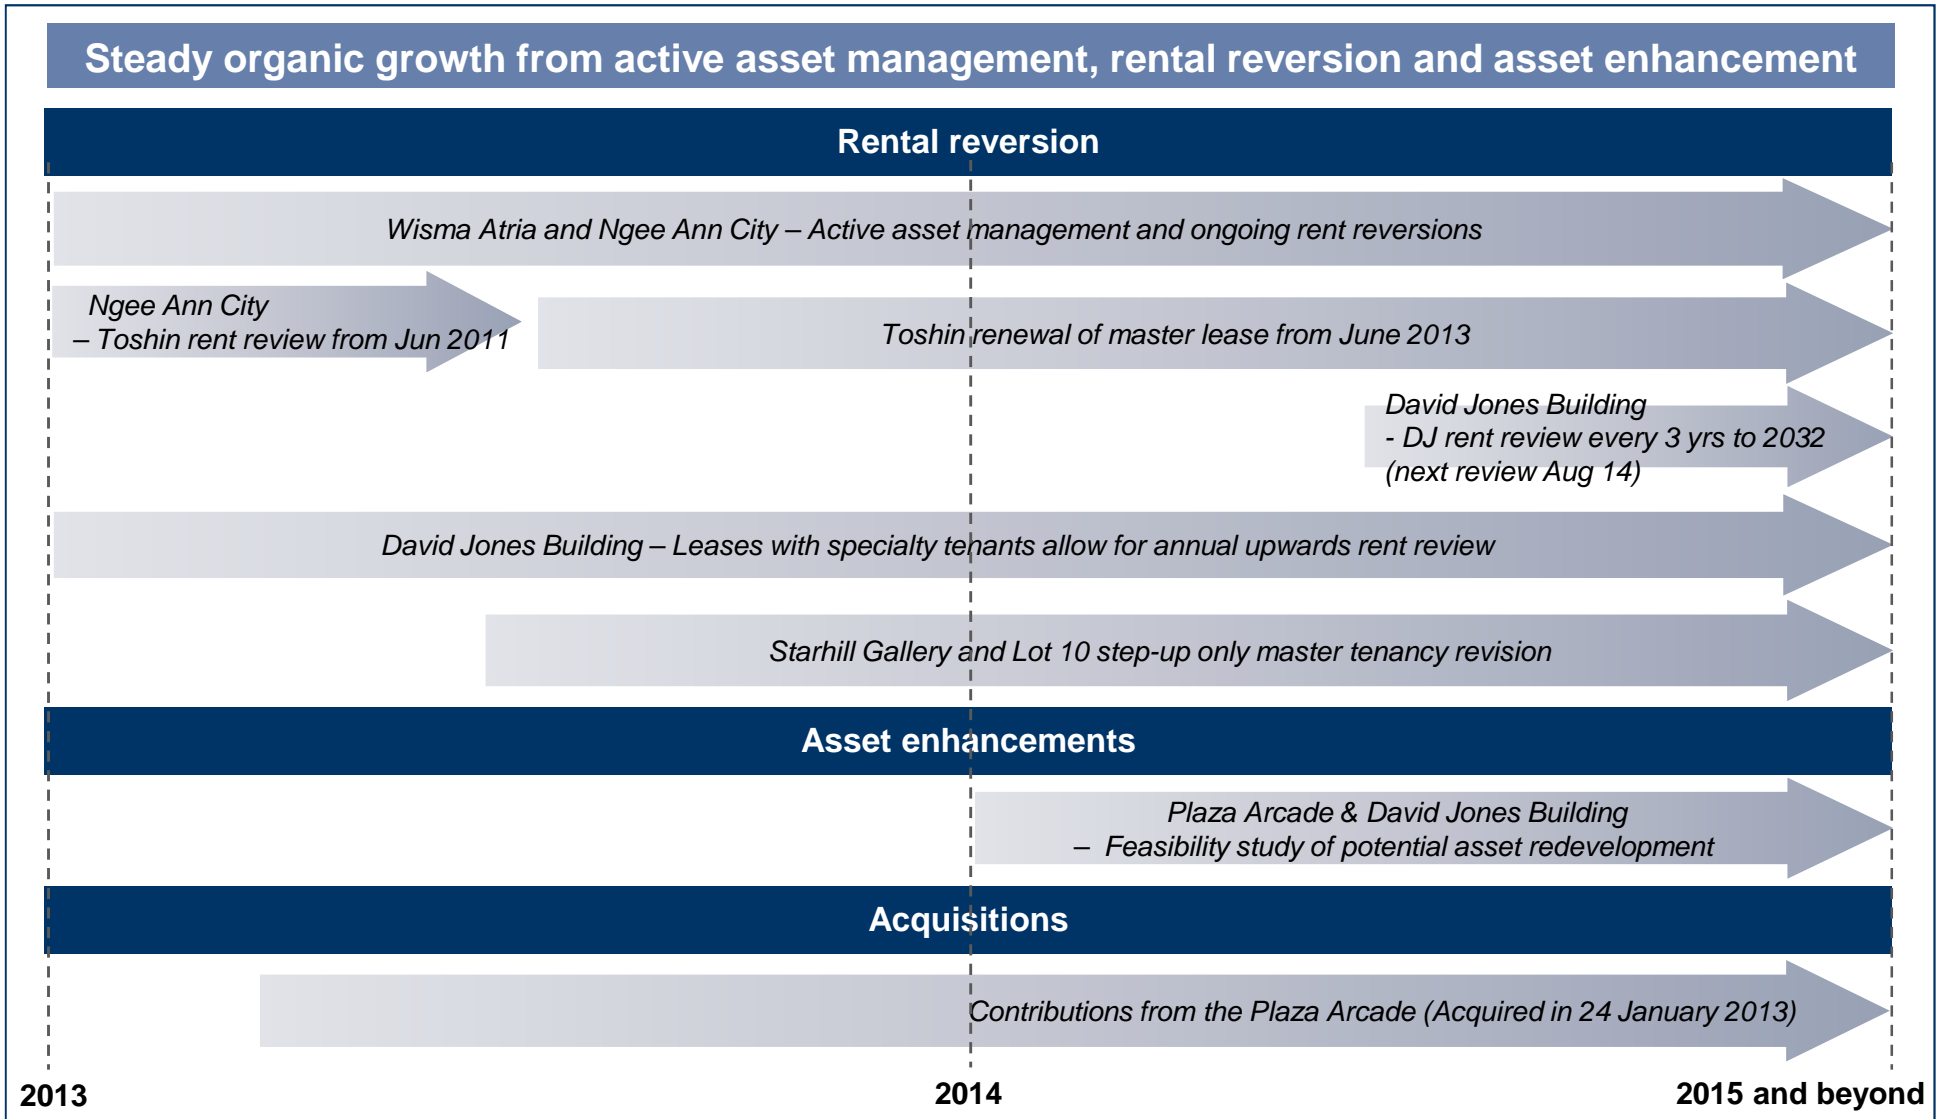 Steady organic growth from active asset management, rental reversion and asset enhancement
Rental reversion
Wisma Atria and Ngee Ann City – Active asset management and ongoing rent reversions
Ngee Ann City
– Toshin rent review from Jun 2011
Toshin renewal of master lease from June 2013
David Jones Building
- DJ rent review every 3 yrs to 2032
(next review Aug 14)
David Jones Building – Leases with specialty tenants allow for annual upwards rent review
Starhill Gallery and Lot 10 step-up only master tenancy revision
Asset enhancements
Plaza Arcade & David Jones Building
– Feasibility study of potential asset redevelopment
Acquisitions
Contributions from the Plaza Arcade (Acquired in 24 January 2013)
2013
2014
2015 and beyond